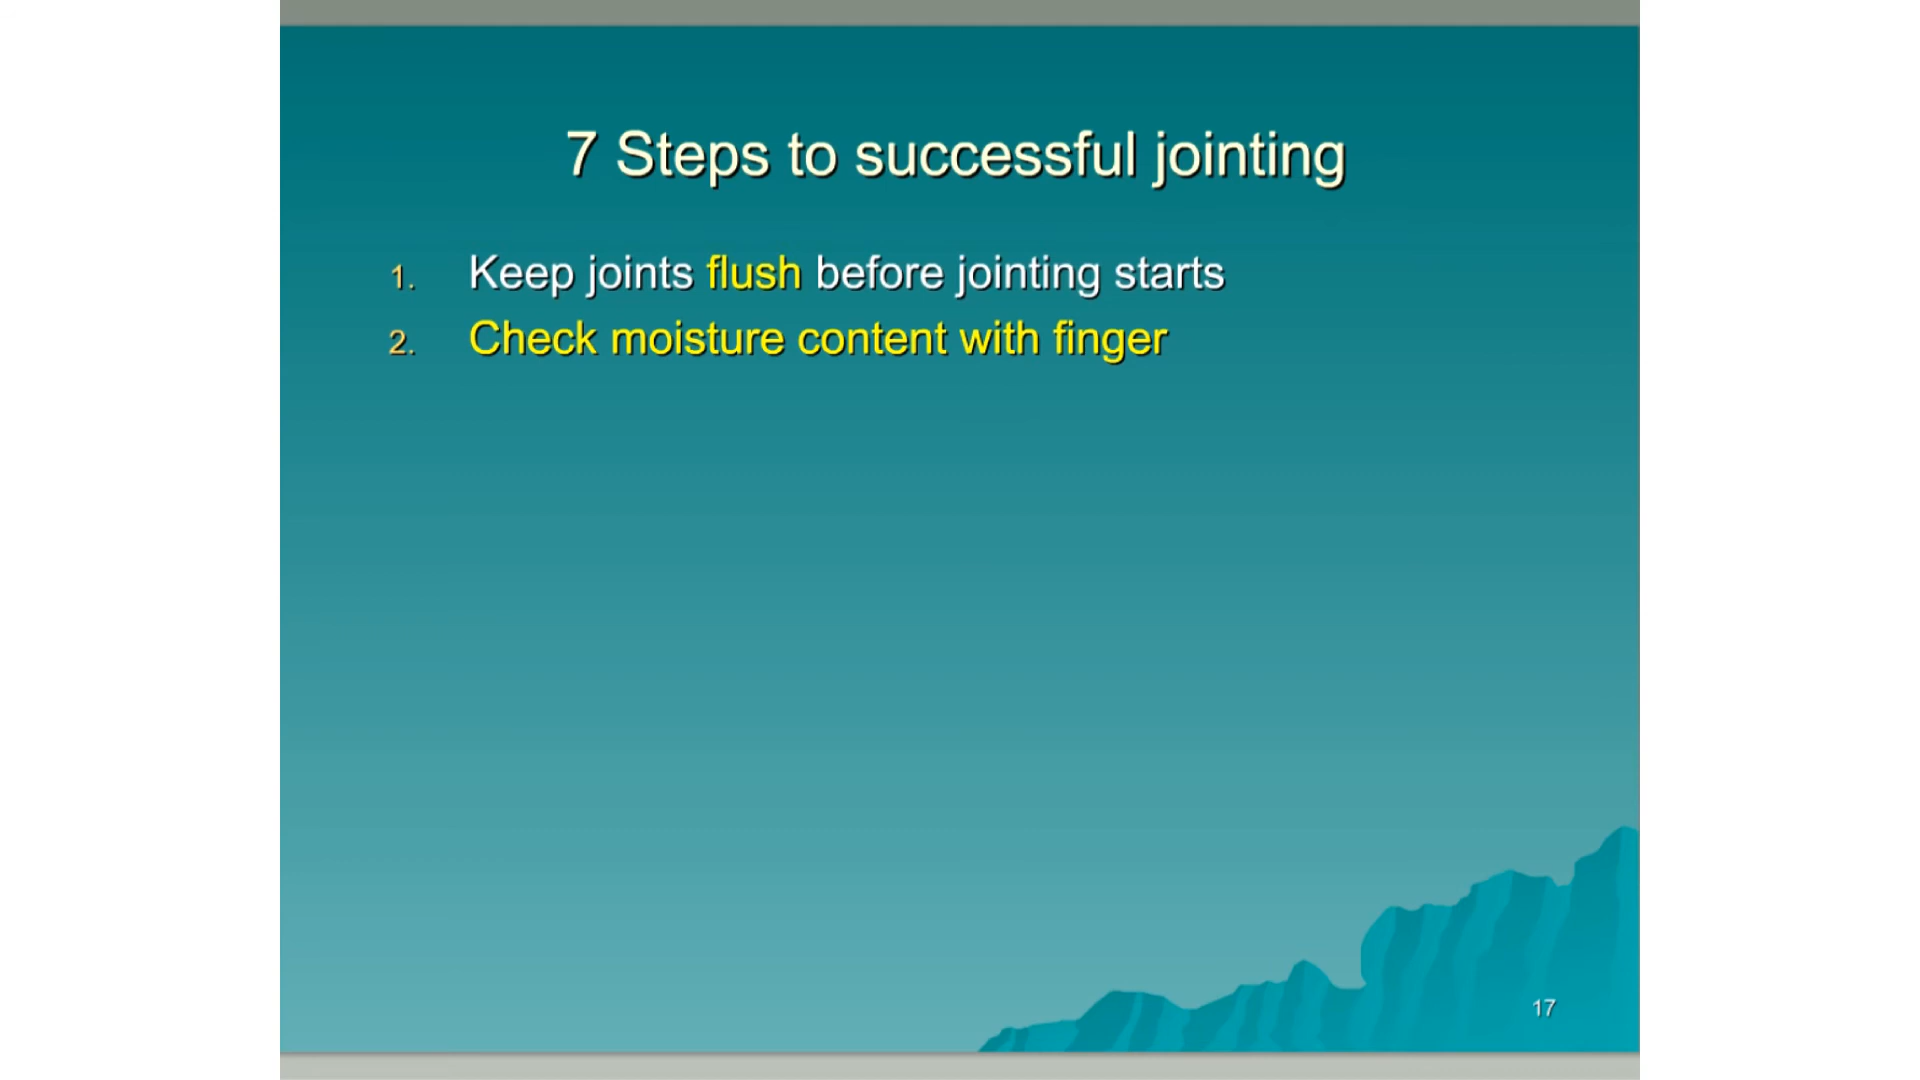 7 Steps to successful jointing
1. Keep joints flush before jointing starts
2. Check moisture content with finger
17